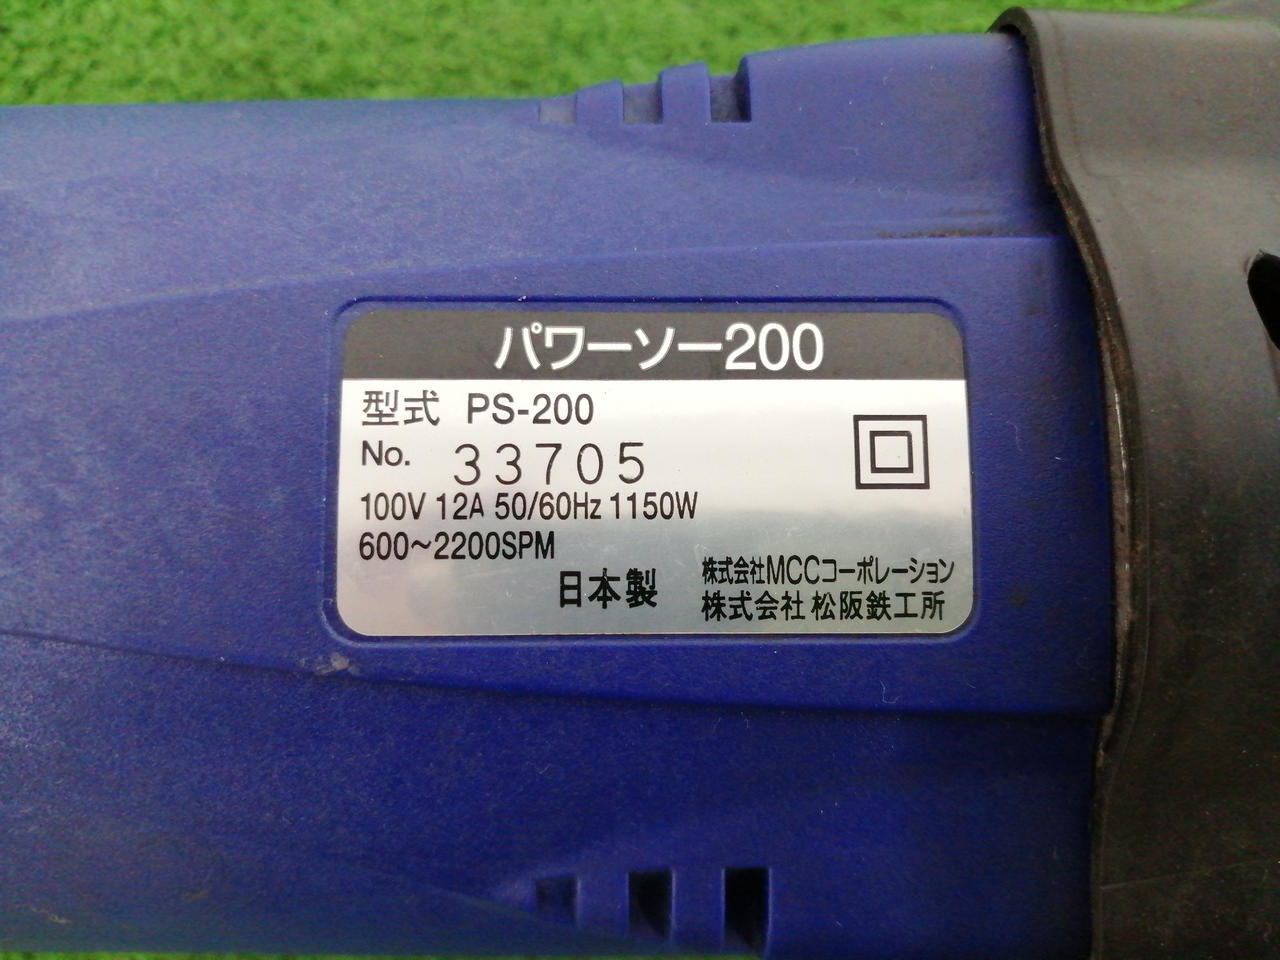 パワーソー200
型式 PS-200
No. 33705
100V 12A 50/60Hz 1150W
600～2200SPM
日本製
株式会社MCCコーポレーション
株式会社 松阪鉄工所